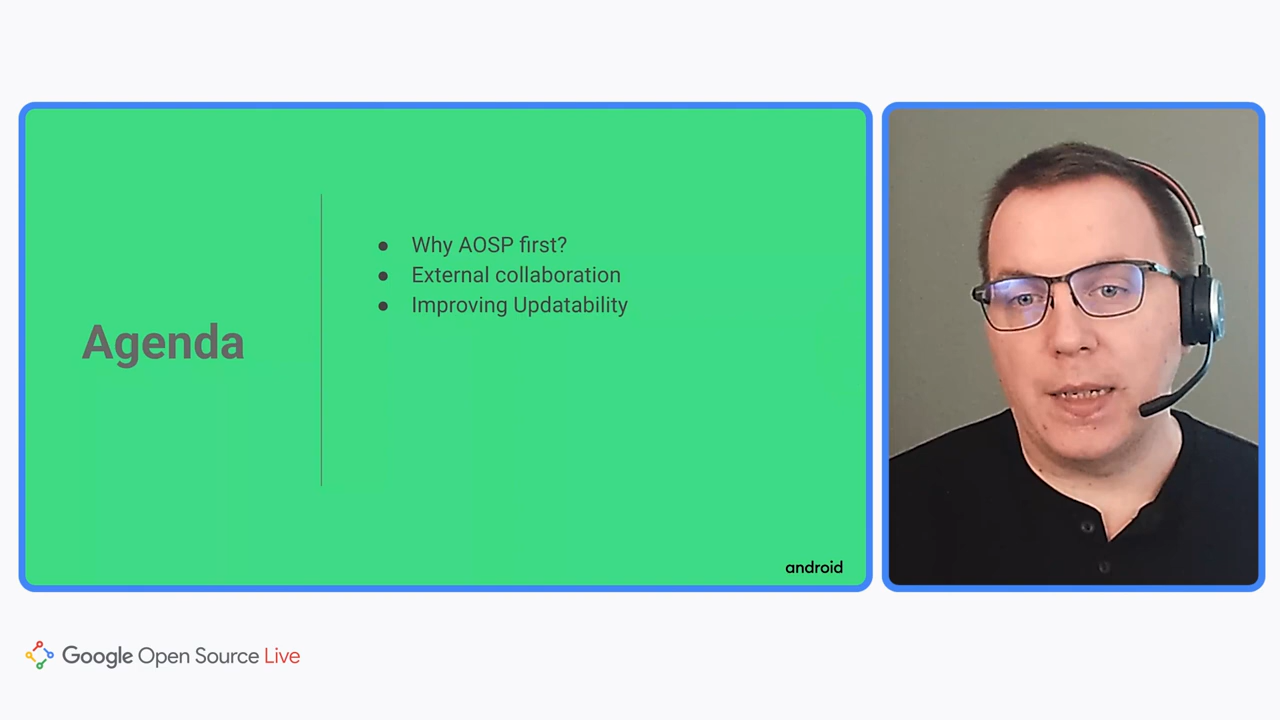 Agenda
● Why AOSP first?
● External collaboration
● Improving Updatability
android
Google Open Source Live